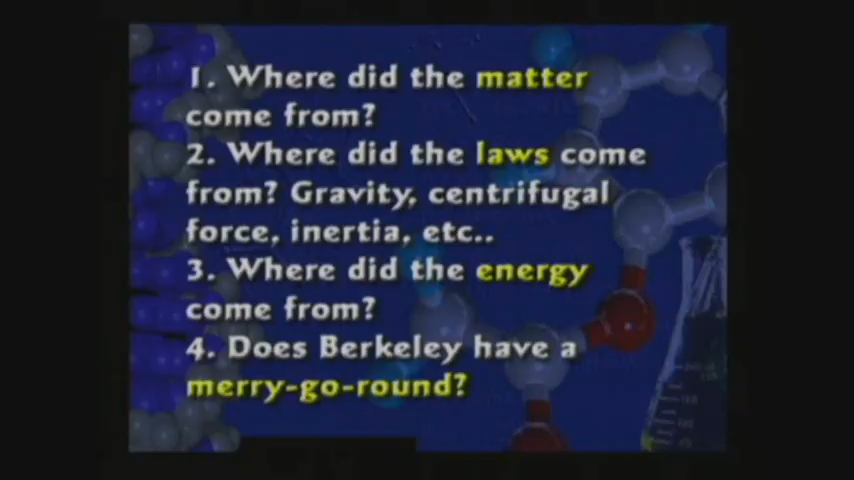 1. Where did the matter
come from?
2. Where did the laws come
from? Gravity, centrifugal
force, inertia, etc..
3. Where did the energy
come from?
4. Does Berkeley have a
merry-go-round?